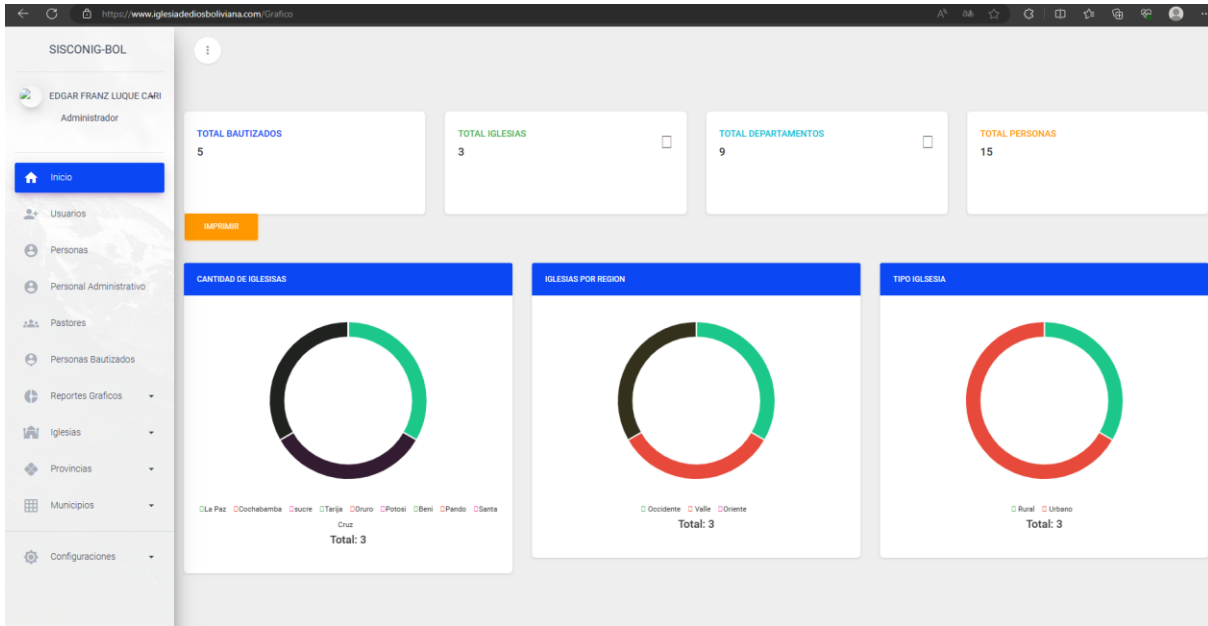 https://www.iglesiadediosboliviana.com/Grafico
SISCONIG-BOL
EDGAR FRANZ LUQUE CARI
Administrador
Inicio
Usuarios
Personas
Personal Administrativo
Pastores
Personas Bautizados
Reportes Graficos
Iglesias
Provincias
Municipios
Configuraciones
TOTAL BAUTIZADOS
5
TOTAL IGLESIAS
3
TOTAL DEPARTAMENTOS
9
TOTAL PERSONAS
15
IMPRIMIR
CANTIDAD DE IGLESISAS
La Paz Cochabamba sucre Tarija Oruro Potosi Beni Pando Santa
Cruz
Total: 3
IGLESIAS POR REGION
Occidente Valle Oriente
Total: 3
TIPO IGLSESIA
Rural Urbano
Total: 3